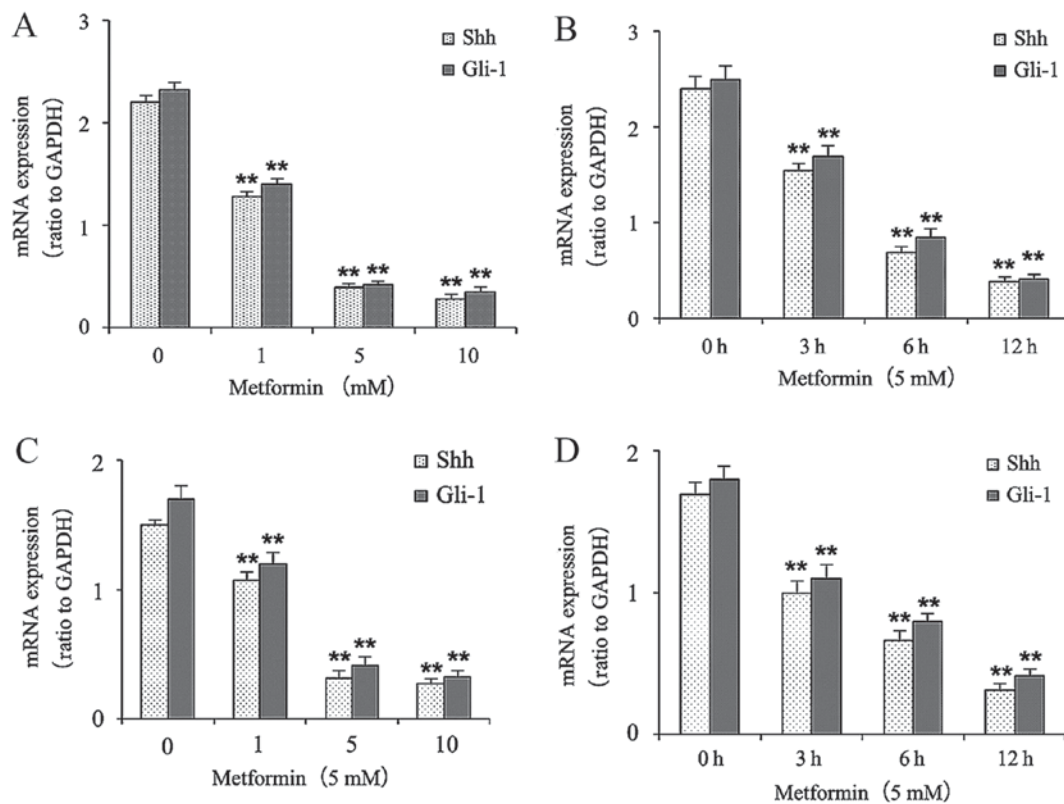 A
3
2
1
0
mRNA expression
(ratio to GAPDH)
Shh
Gli-1
** **
** **
** **
0 1 5 10
Metformin (mM)
B
3
2
1
0
mRNA expression
(ratio to GAPDH)
Shh
Gli-1
** **
** **
** **
0 h 3 h 6 h 12 h
Metformin (5 mM)
C
2
1
0
mRNA expression
(ratio to GAPDH)
Shh
Gli-1
** **
** **
** **
0 1 5 10
Metformin (5 mM)
D
2
1
0
mRNA expression
(ratio to GAPDH)
Shh
Gli-1
** **
** **
** **
0 h 3 h 6 h 12 h
Metformin (5 mM)